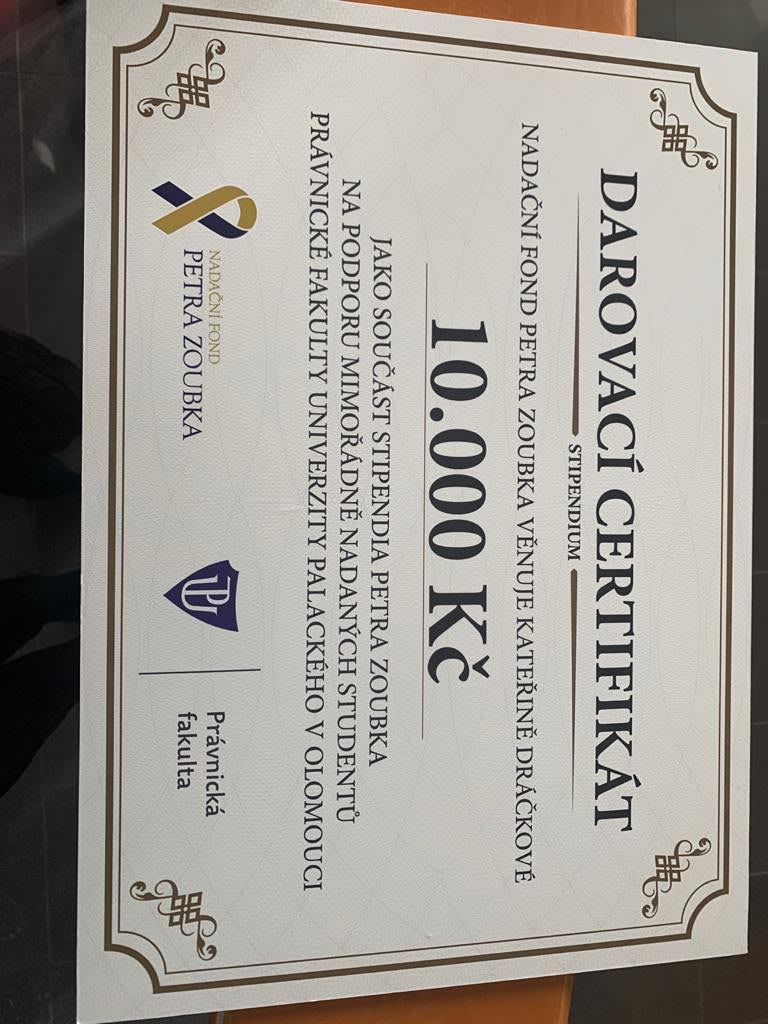 DAROVACÍ CERTIFIKÁT
STIPENDIUM
NADAČNÍ FOND PETRA ZOUBKA VĚNUJE KATEŘINĚ DRÁČKOVÉ
10.000 Kč
JAKO SOUČÁST STIPENDIA PETRA ZOUBKA
NA PODPORU MIMOŘÁDNĚ NADANÝCH STUDENTŮ
PRÁVNICKÉ FAKULTY UNIVERZITY PALACKÉHO V OLOMOUCI
NADAČNÍ FOND
PETRA ZOUBKA
UP
Právnická
fakulta